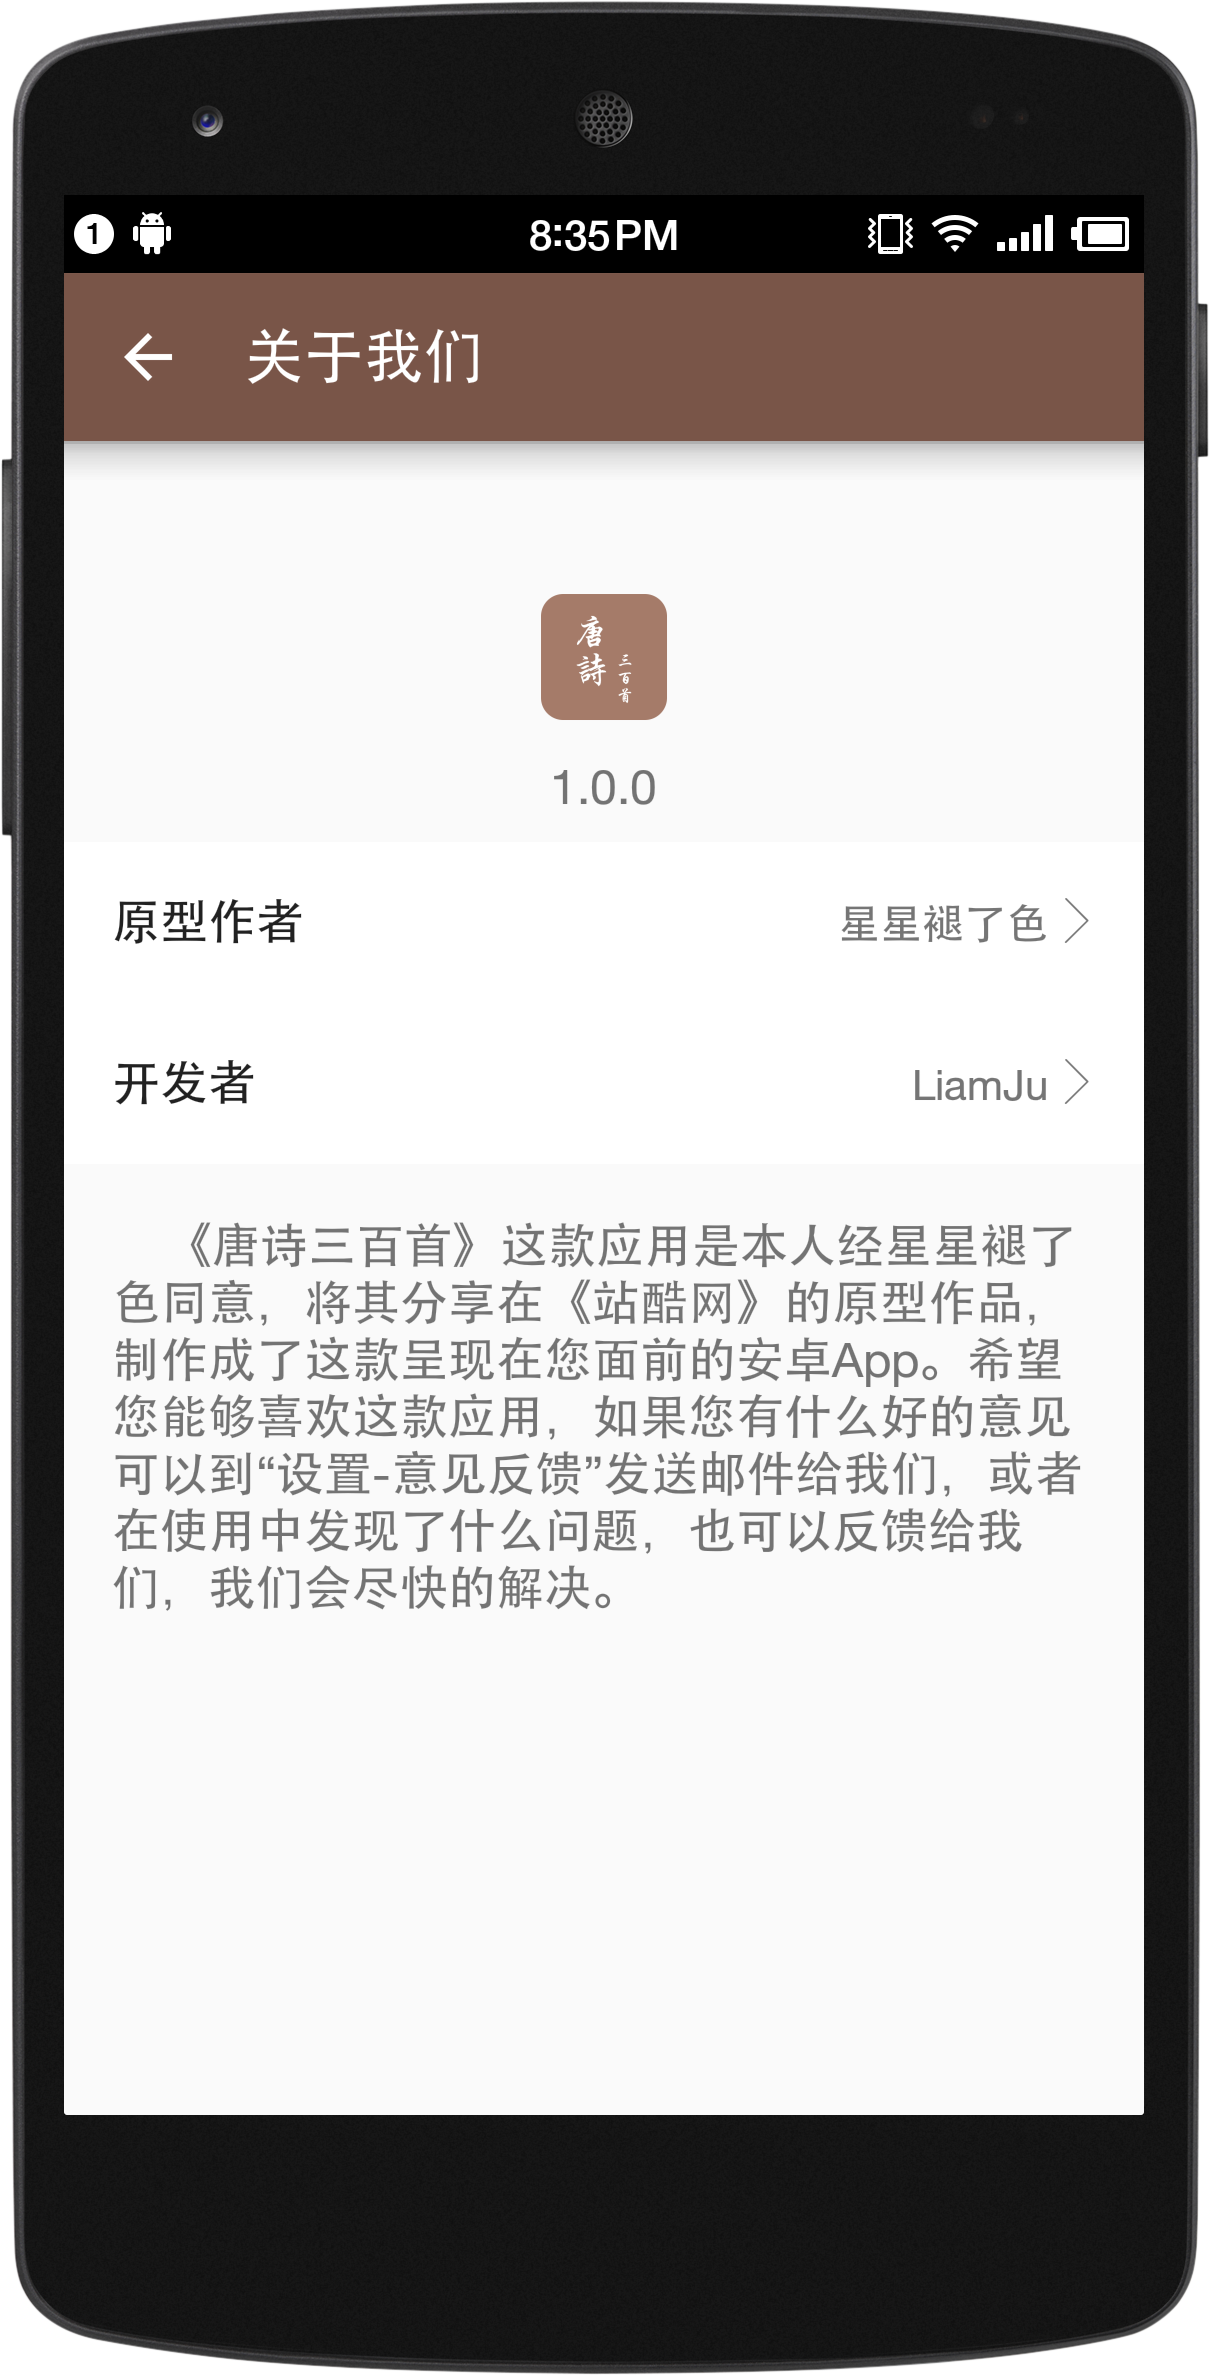 1
8:35 PM
关于我们
唐
詩
三百首
1.0.0
原型作者
星星褪了色
开发者
LiamJu
《唐诗三百首》这款应用是本人经星星褪了
色同意，将其分享在《站酷网》的原型作品，
制作成了这款呈现在您面前的安卓App。希望
您能够喜欢这款应用，如果您有什么好的意见
可以到“设置-意见反馈”发送邮件给我们，或者
在使用中发现了什么问题，也可以反馈给我
们，我们会尽快的解决。